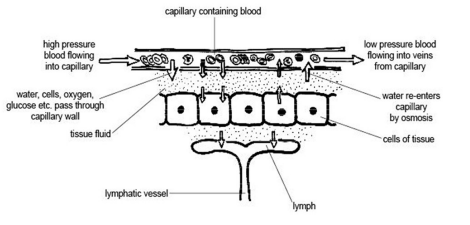 capillary containing blood
high pressure
blood flowing
into capillary
low pressure blood
flowing into veins
from capillary
water, cells, oxygen,
glucose etc. pass through
capillary wall
water re-enters
capillary
by osmosis
tissue fluid
cells of tissue
lymphatic vessel
lymph